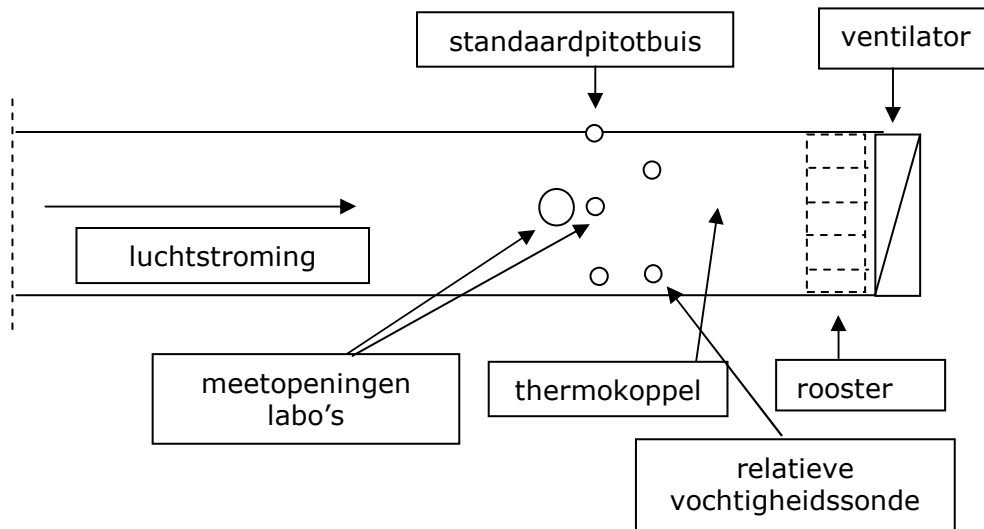 standaardpitotbuis
ventilator
luchtstroming
meetopeningen
labo's
thermokoppel
rooster
relatieve
vochtigheidssonde